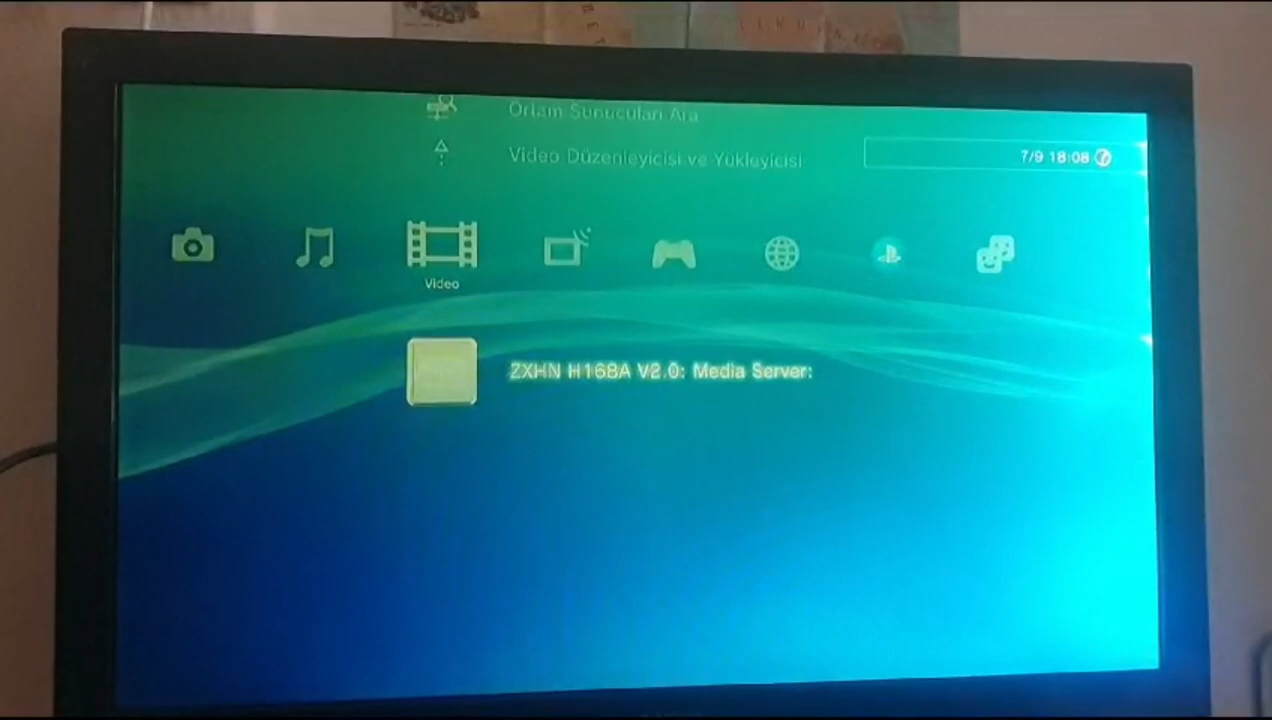 Ortam Sunucuları Ara
Video Düzenleyicisi ve Yükleyicisi
7/9 18:08
Video
ZXHN H168A V2.0: Media Server: